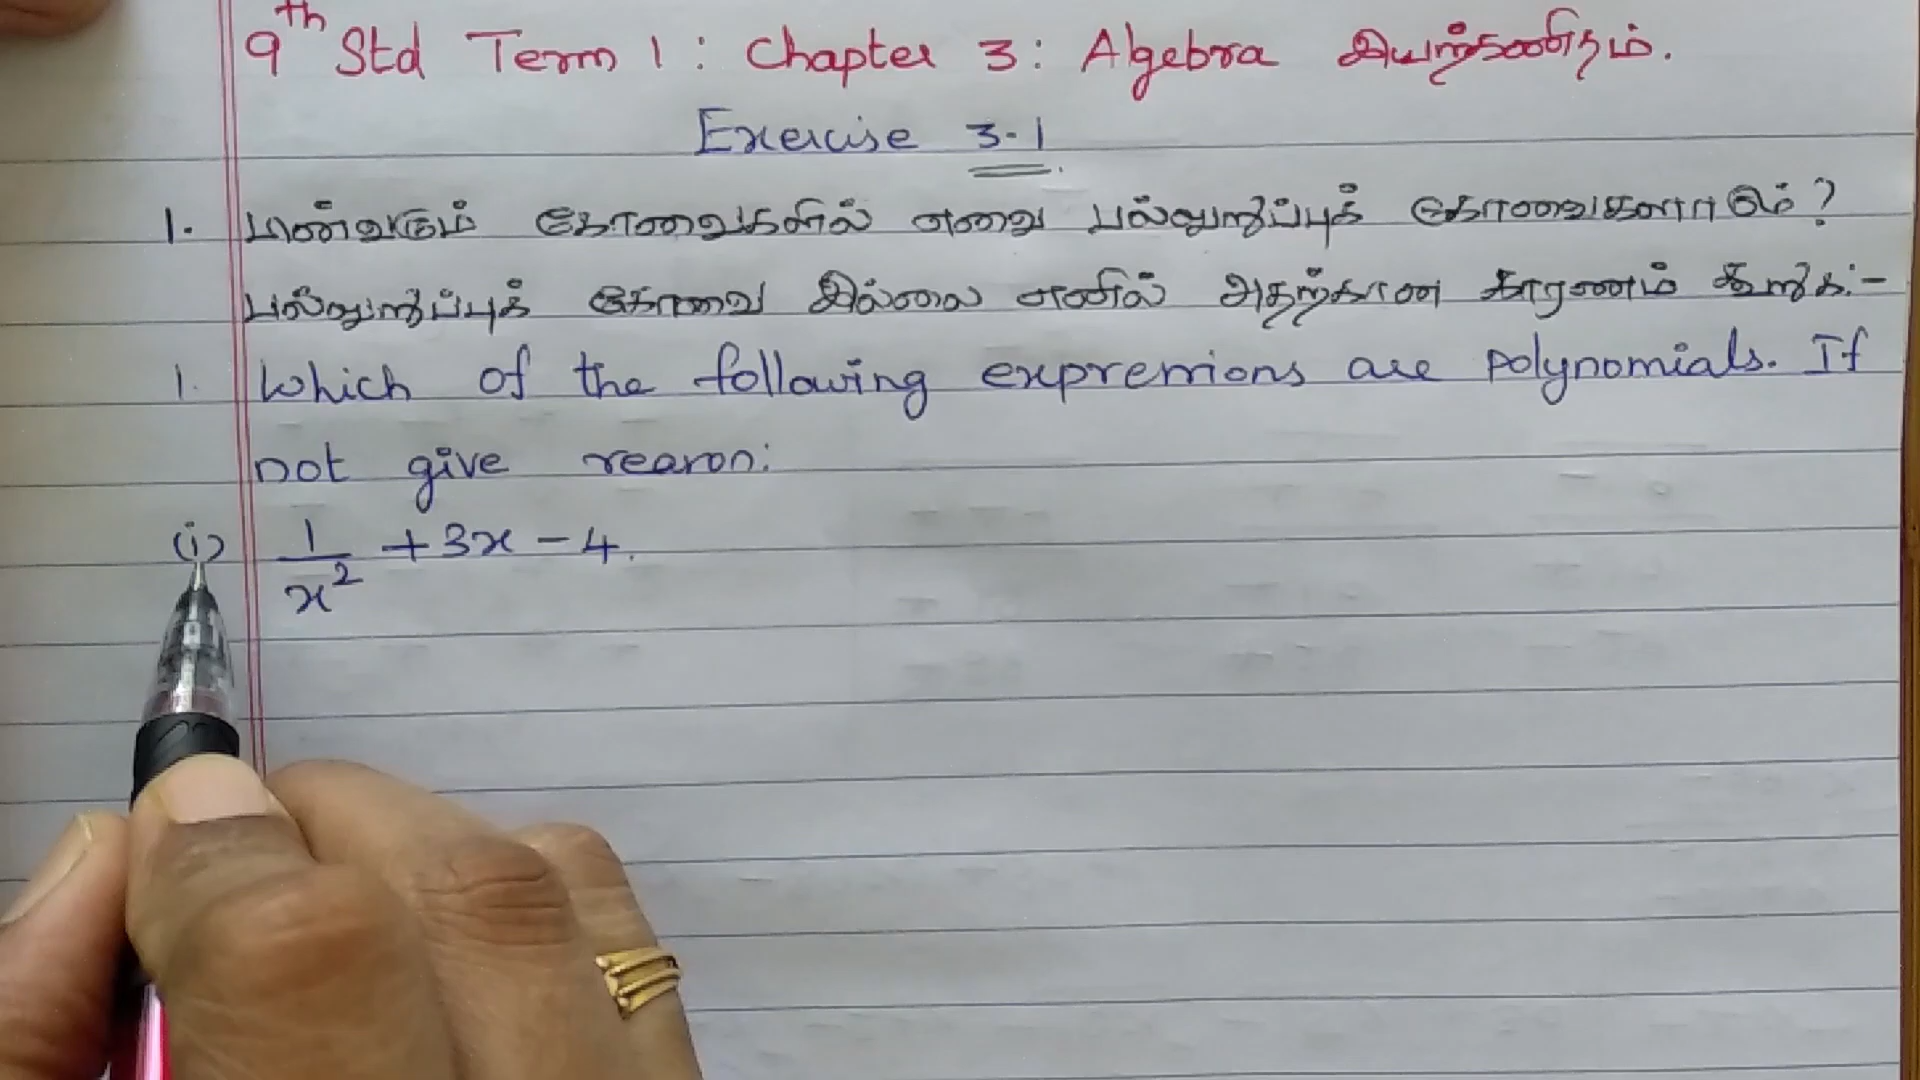 9th Std Term 1 : Chapter 3 : Algebra இயற்கணிதம்.
Exercise 3.1
1. பின்வரும் கோவைகளில் எவை பல்லுறுப்புக் கோவைகளாகும்?
பல்லுறுப்புக் கோவை இல்லை எனில் அதற்கான காரணம் கூறுக:-
1. Which of the following expressions are polynomials. If
not give reason:
(i) 1/x² + 3x - 4.